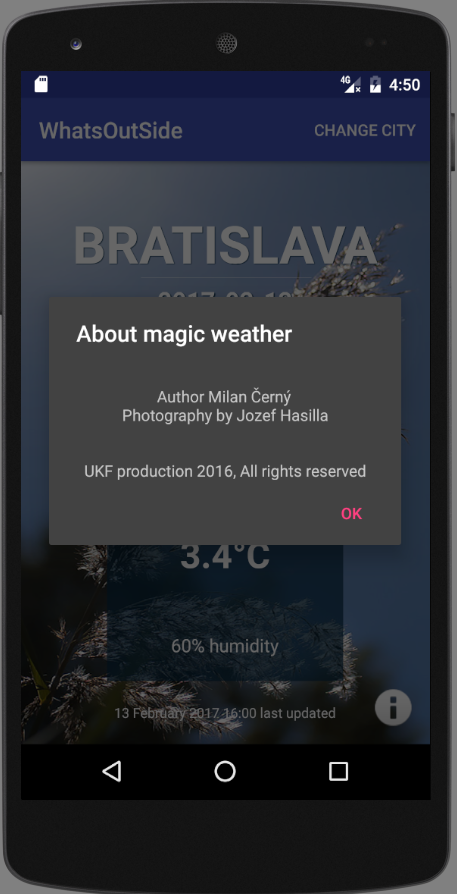 4G 4:50
WhatsOutSide CHANGE CITY
BRATISLAVA
About magic weather
Author Milan Černý
Photography by Jozef Hasilla
UKF production 2016, All rights reserved
OK
3.4°C
60% humidity
13 February 2017 16:00 last updated